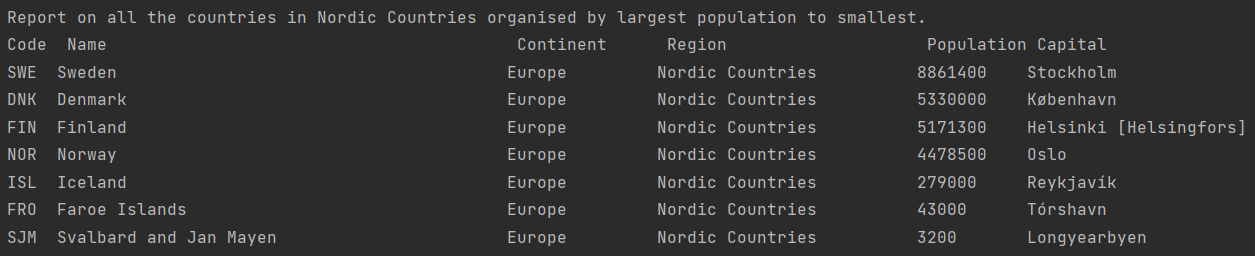 Report on all the countries in Nordic Countries organised by largest population to smallest.
Code Name Continent Region Population Capital
SWE Sweden Europe Nordic Countries 8861400 Stockholm
DNK Denmark Europe Nordic Countries 5330000 København
FIN Finland Europe Nordic Countries 5171300 Helsinki [Helsingfors]
NOR Norway Europe Nordic Countries 4478500 Oslo
ISL Iceland Europe Nordic Countries 279000 Reykjavík
FRO Faroe Islands Europe Nordic Countries 43000 Tórshavn
SJM Svalbard and Jan Mayen Europe Nordic Countries 3200 Longyearbyen